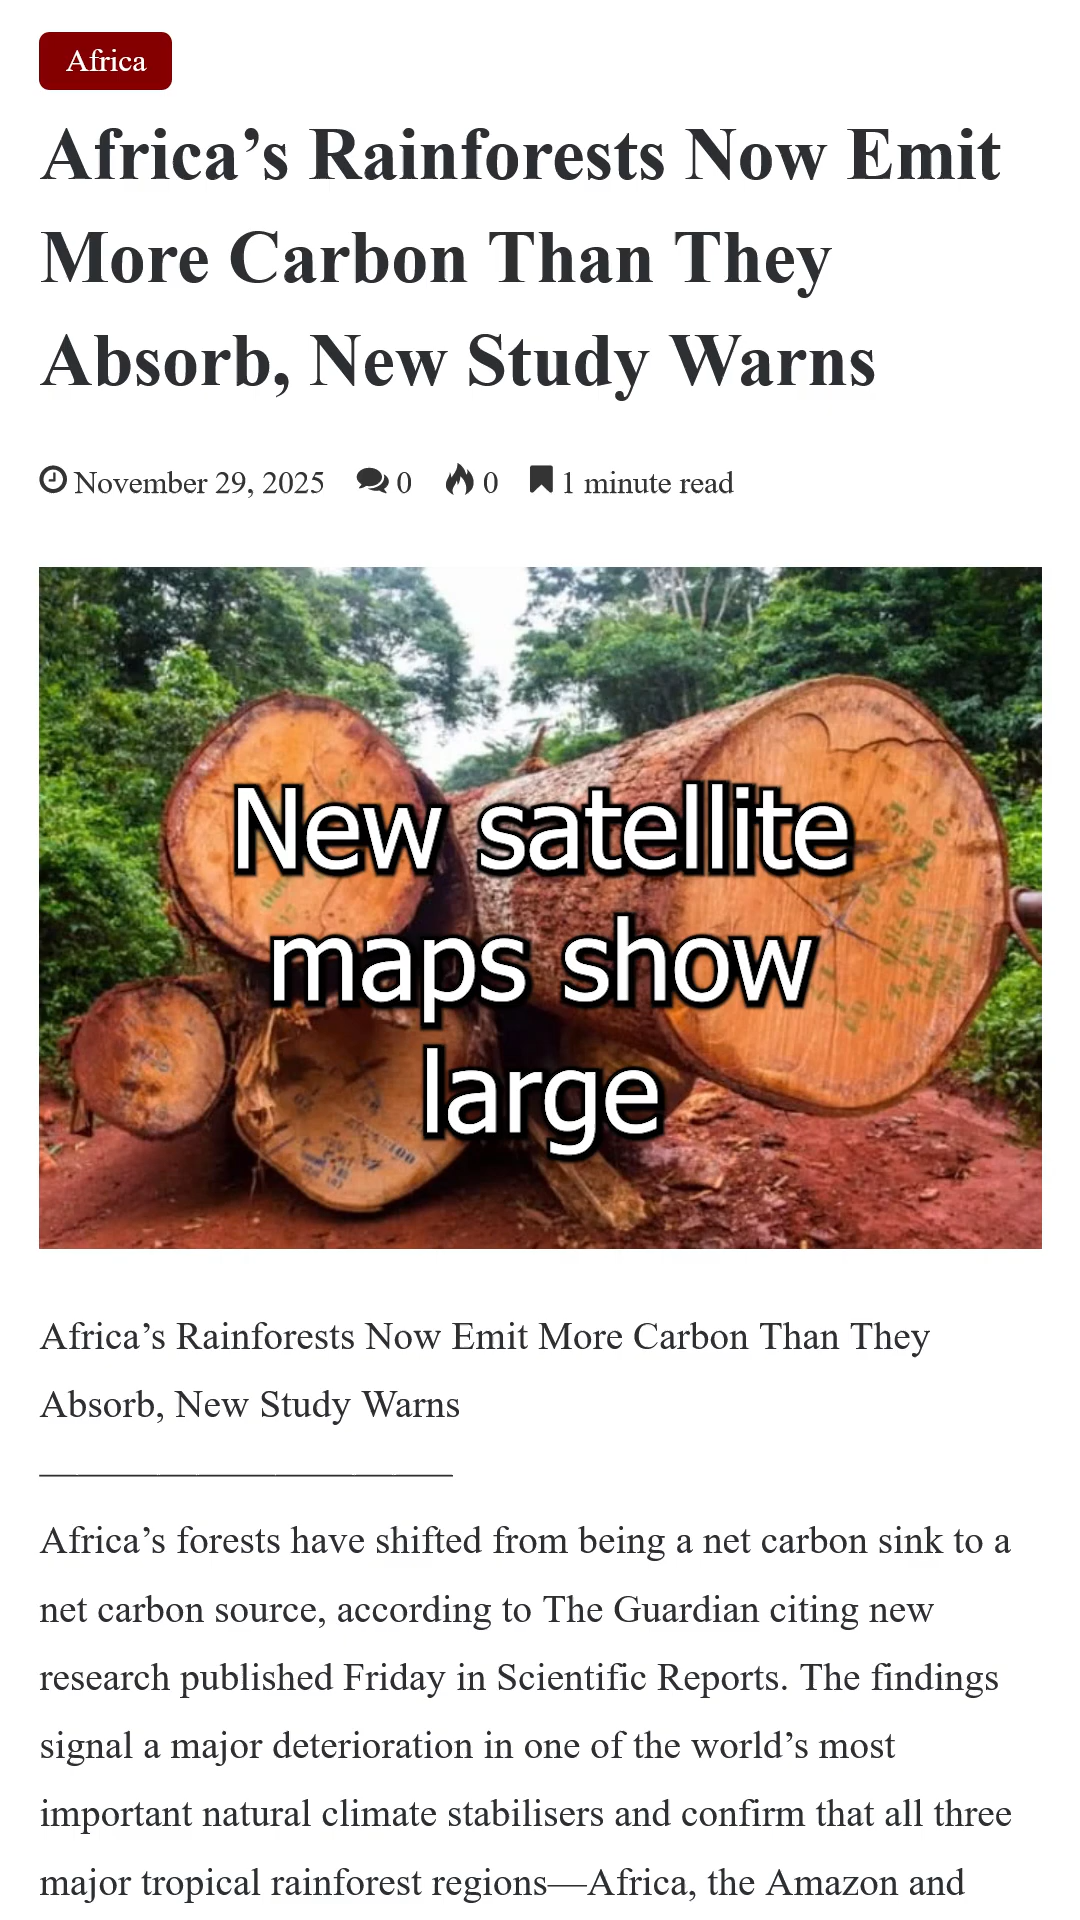 Africa
Africa’s Rainforests Now Emit
More Carbon Than They
Absorb, New Study Warns
November 29, 2025 0 0 1 minute read
New satellite
maps show
large
Africa’s Rainforests Now Emit More Carbon Than They
Absorb, New Study Warns
———————————
Africa’s forests have shifted from being a net carbon sink to a
net carbon source, according to The Guardian citing new
research published Friday in Scientific Reports. The findings
signal a major deterioration in one of the world’s most
important natural climate stabilisers and confirm that all three
major tropical rainforest regions—Africa, the Amazon and